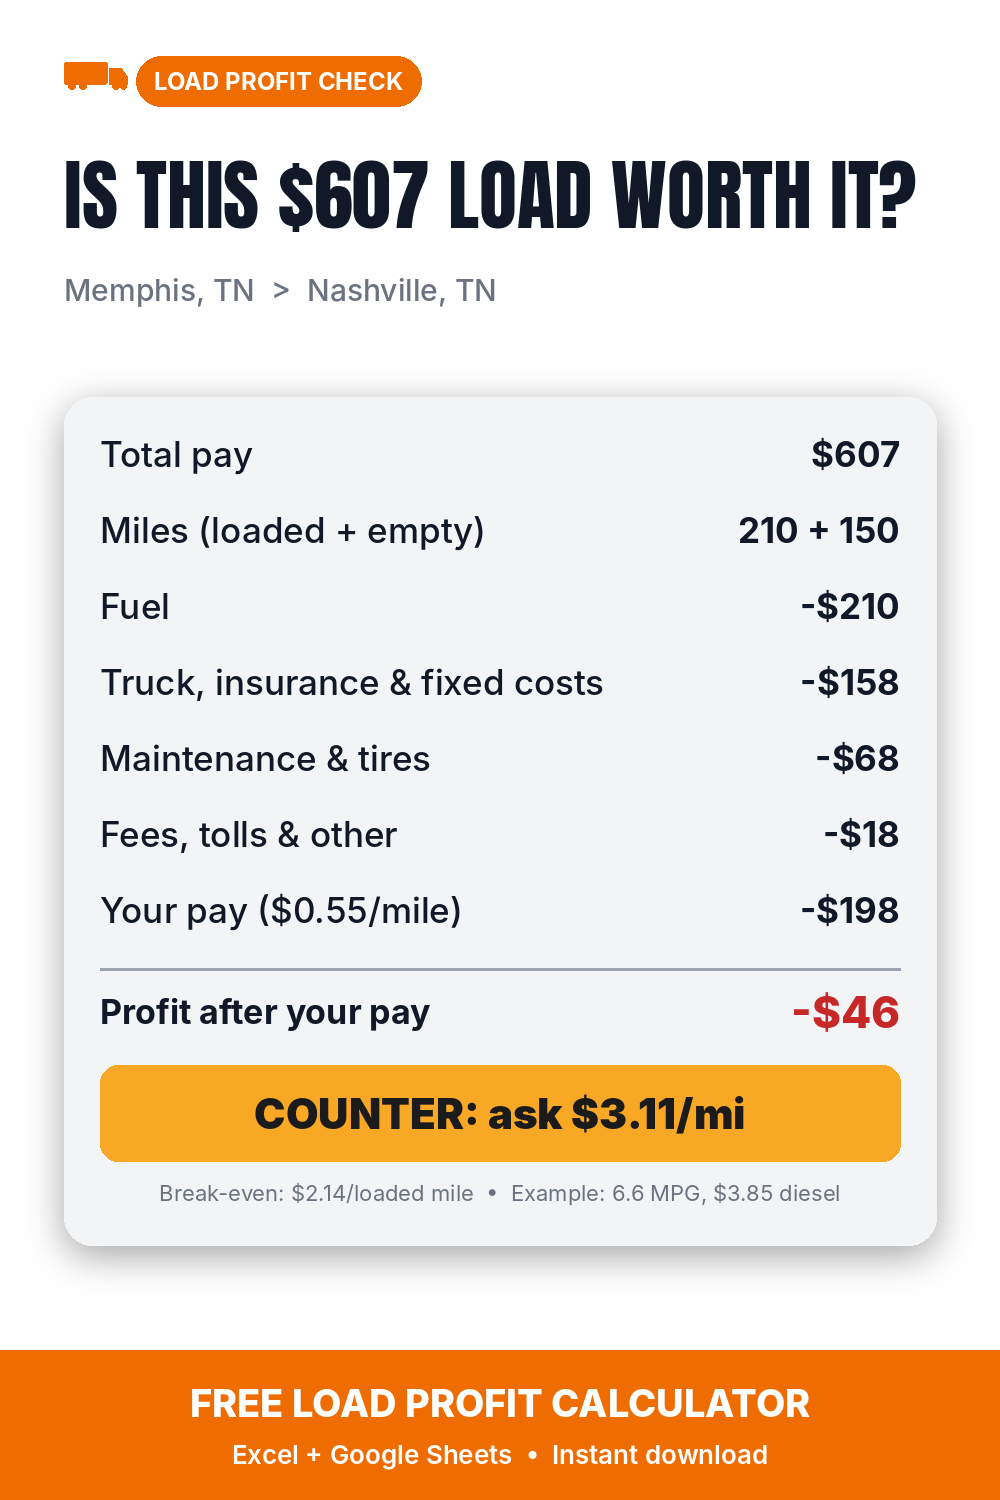 LOAD PROFIT CHECK
IS THIS $607 LOAD WORTH IT?
Memphis, TN > Nashville, TN
Total pay $607
Miles (loaded + empty) 210 + 150
Fuel -$210
Truck, insurance & fixed costs -$158
Maintenance & tires -$68
Fees, tolls & other -$18
Your pay ($0.55/mile) -$198
Profit after your pay -$46
COUNTER: ask $3.11/mi
Break-even: $2.14/loaded mile • Example: 6.6 MPG, $3.85 diesel
FREE LOAD PROFIT CALCULATOR
Excel + Google Sheets • Instant download